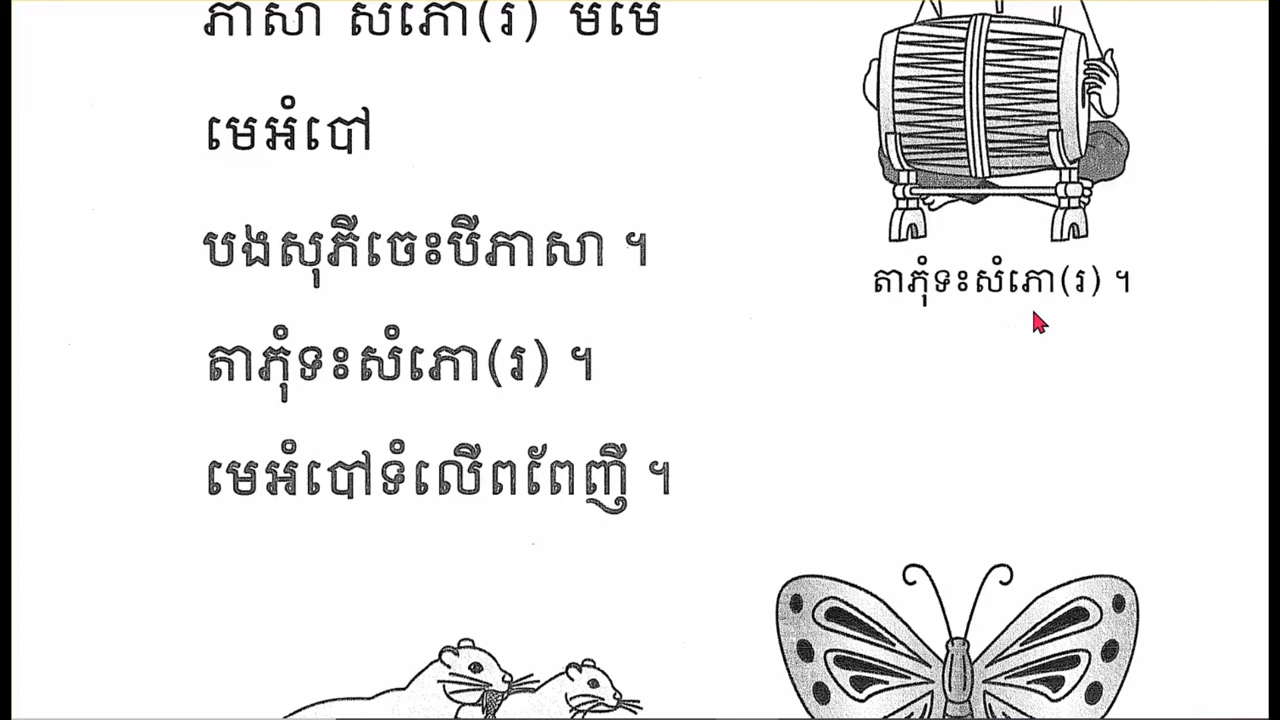 ភាសា សំភោ(រ) មមេ
មេអំបៅ
បងសុភីចេះបីភាសា ។
តាភុំទះសំភោ(រ) ។
មេអំបៅទំលើពពែញី ។
តាភុំទះសំភោ(រ) ។